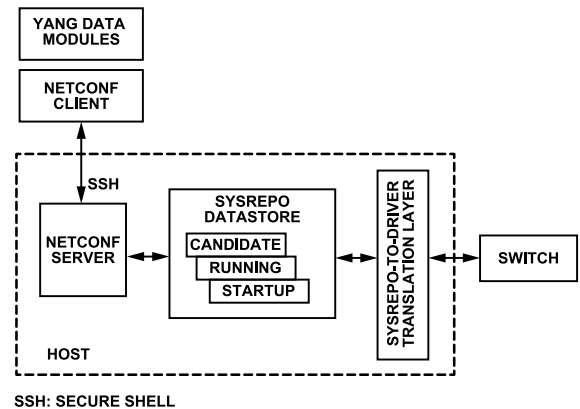 YANG DATA
MODULES
NETCONF
CLIENT
SSH
NETCONF
SERVER
SYSREPO
DATASTORE
CANDIDATE
RUNNING
STARTUP
SYSREPO-TO-DRIVER
TRANSLATION LAYER
SWITCH
HOST
SSH: SECURE SHELL